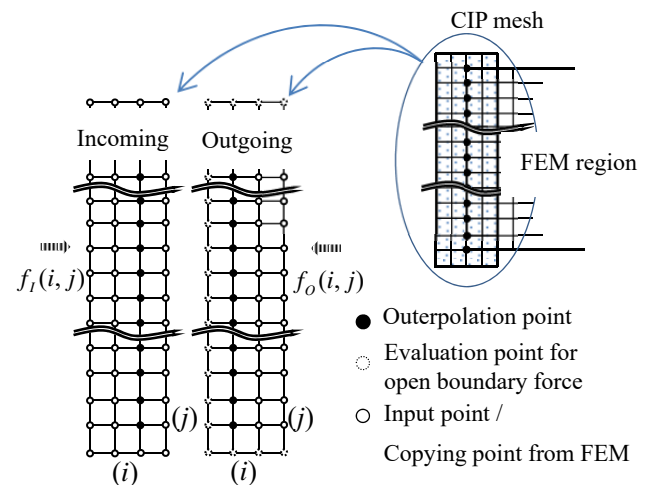 CIP mesh
Incoming
Outgoing
FEM region
f_I(i, j)
f_O(i, j)
Outerpolation point
Evaluation point for
open boundary force
(j)
(j)
Input point /
Copying point from FEM
(i)
(i)